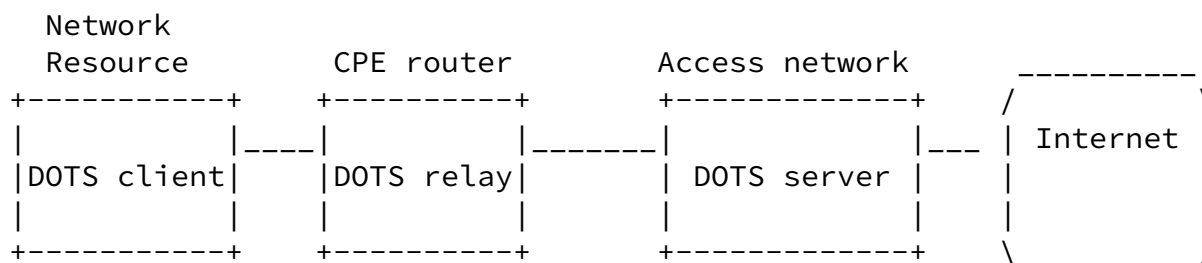 Network
Resource CPE router Access network
Internet
DOTS client DOTS relay DOTS server